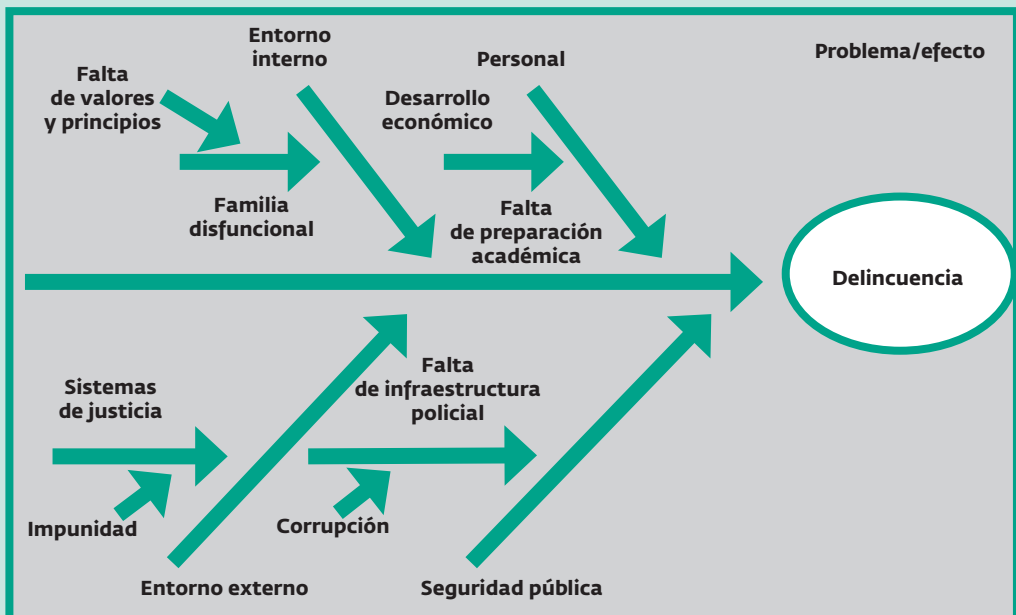 Entorno
interno
Personal
Problema/efecto
Falta
de valores
y principios
Desarrollo
económico
Familia
disfuncional
Falta
de preparación
académica
Delincuencia
Sistemas
de justicia
Falta
de infraestructura
policial
Impunidad
Corrupción
Entorno externo
Seguridad pública